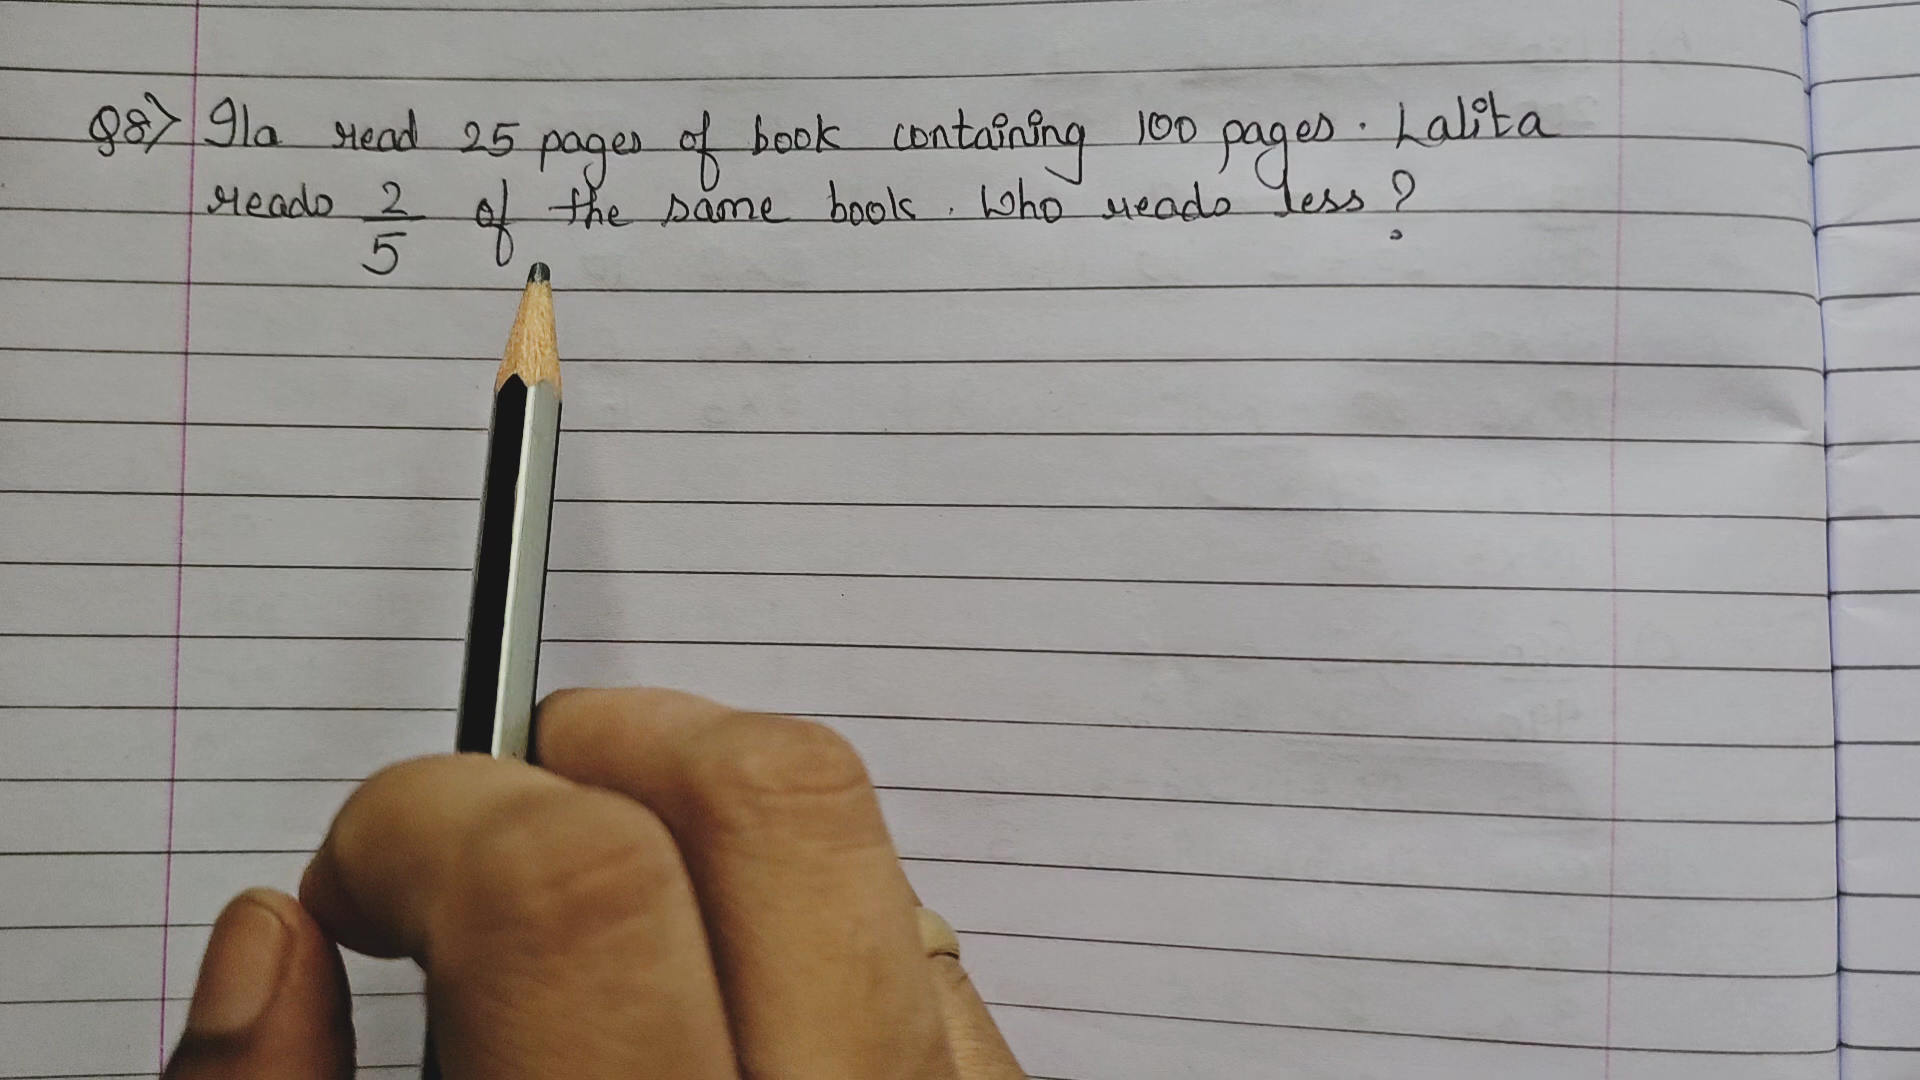 Q8> Ila read 25 pages of book containing 100 pages. Lalita
reads 2/5 of the same book. Who reads less?